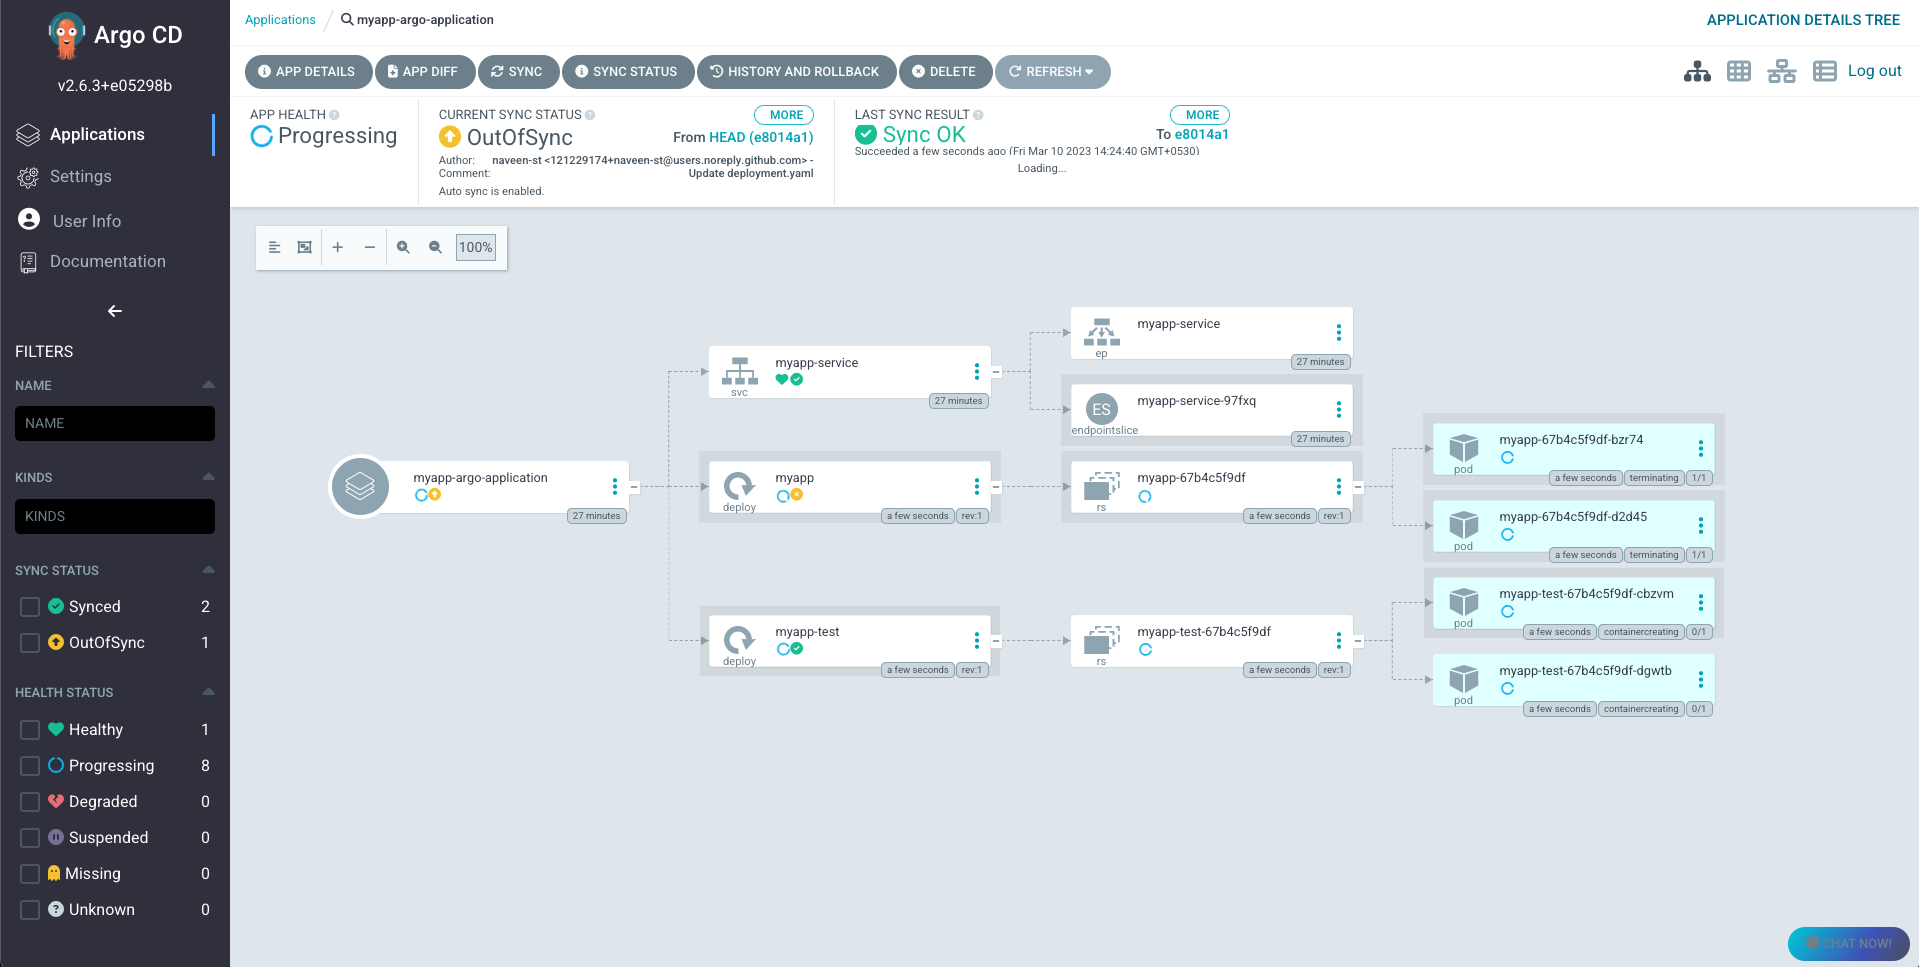 Argo CD
v2.6.3+e05298b
Applications
Settings
User Info
Documentation
FILTERS
NAME
NAME
KINDS
KINDS
SYNC STATUS
Synced 2
OutOfSync 1
HEALTH STATUS
Healthy 1
Progressing 8
Degraded 0
Suspended 0
Missing 0
Unknown 0
Applications / myapp-argo-application
APPLICATION DETAILS TREE
APP DETAILS APP DIFF SYNC SYNC STATUS HISTORY AND ROLLBACK DELETE REFRESH
Log out
APP HEALTH
Progressing
CURRENT SYNC STATUS MORE
OutOfSync From HEAD (e8014a1)
Author: naveen-st <121229174+naveen-st@users.noreply.github.com> -
Comment: Update deployment.yaml
Auto sync is enabled.
LAST SYNC RESULT MORE
Sync OK To e8014a1
Succeeded a few seconds ago (Fri Mar 10 2023 14:24:40 GMT+0530)
Loading...
100%
myapp-argo-application
27 minutes
myapp-service
svc
27 minutes
myapp-service
ep
27 minutes
ES
myapp-service-97fxq
endpointslice
27 minutes
myapp
deploy
a few seconds rev:1
myapp-67b4c5f9df
rs
a few seconds rev:1
myapp-67b4c5f9df-bzr74
pod
a few seconds terminating 1/1
myapp-67b4c5f9df-d2d45
pod
a few seconds terminating 1/1
myapp-test
deploy
a few seconds rev:1
myapp-test-67b4c5f9df
rs
a few seconds rev:1
myapp-test-67b4c5f9df-cbzvm
pod
a few seconds containercreating 0/1
myapp-test-67b4c5f9df-dgwtb
pod
a few seconds containercreating 0/1
CHAT NOW!